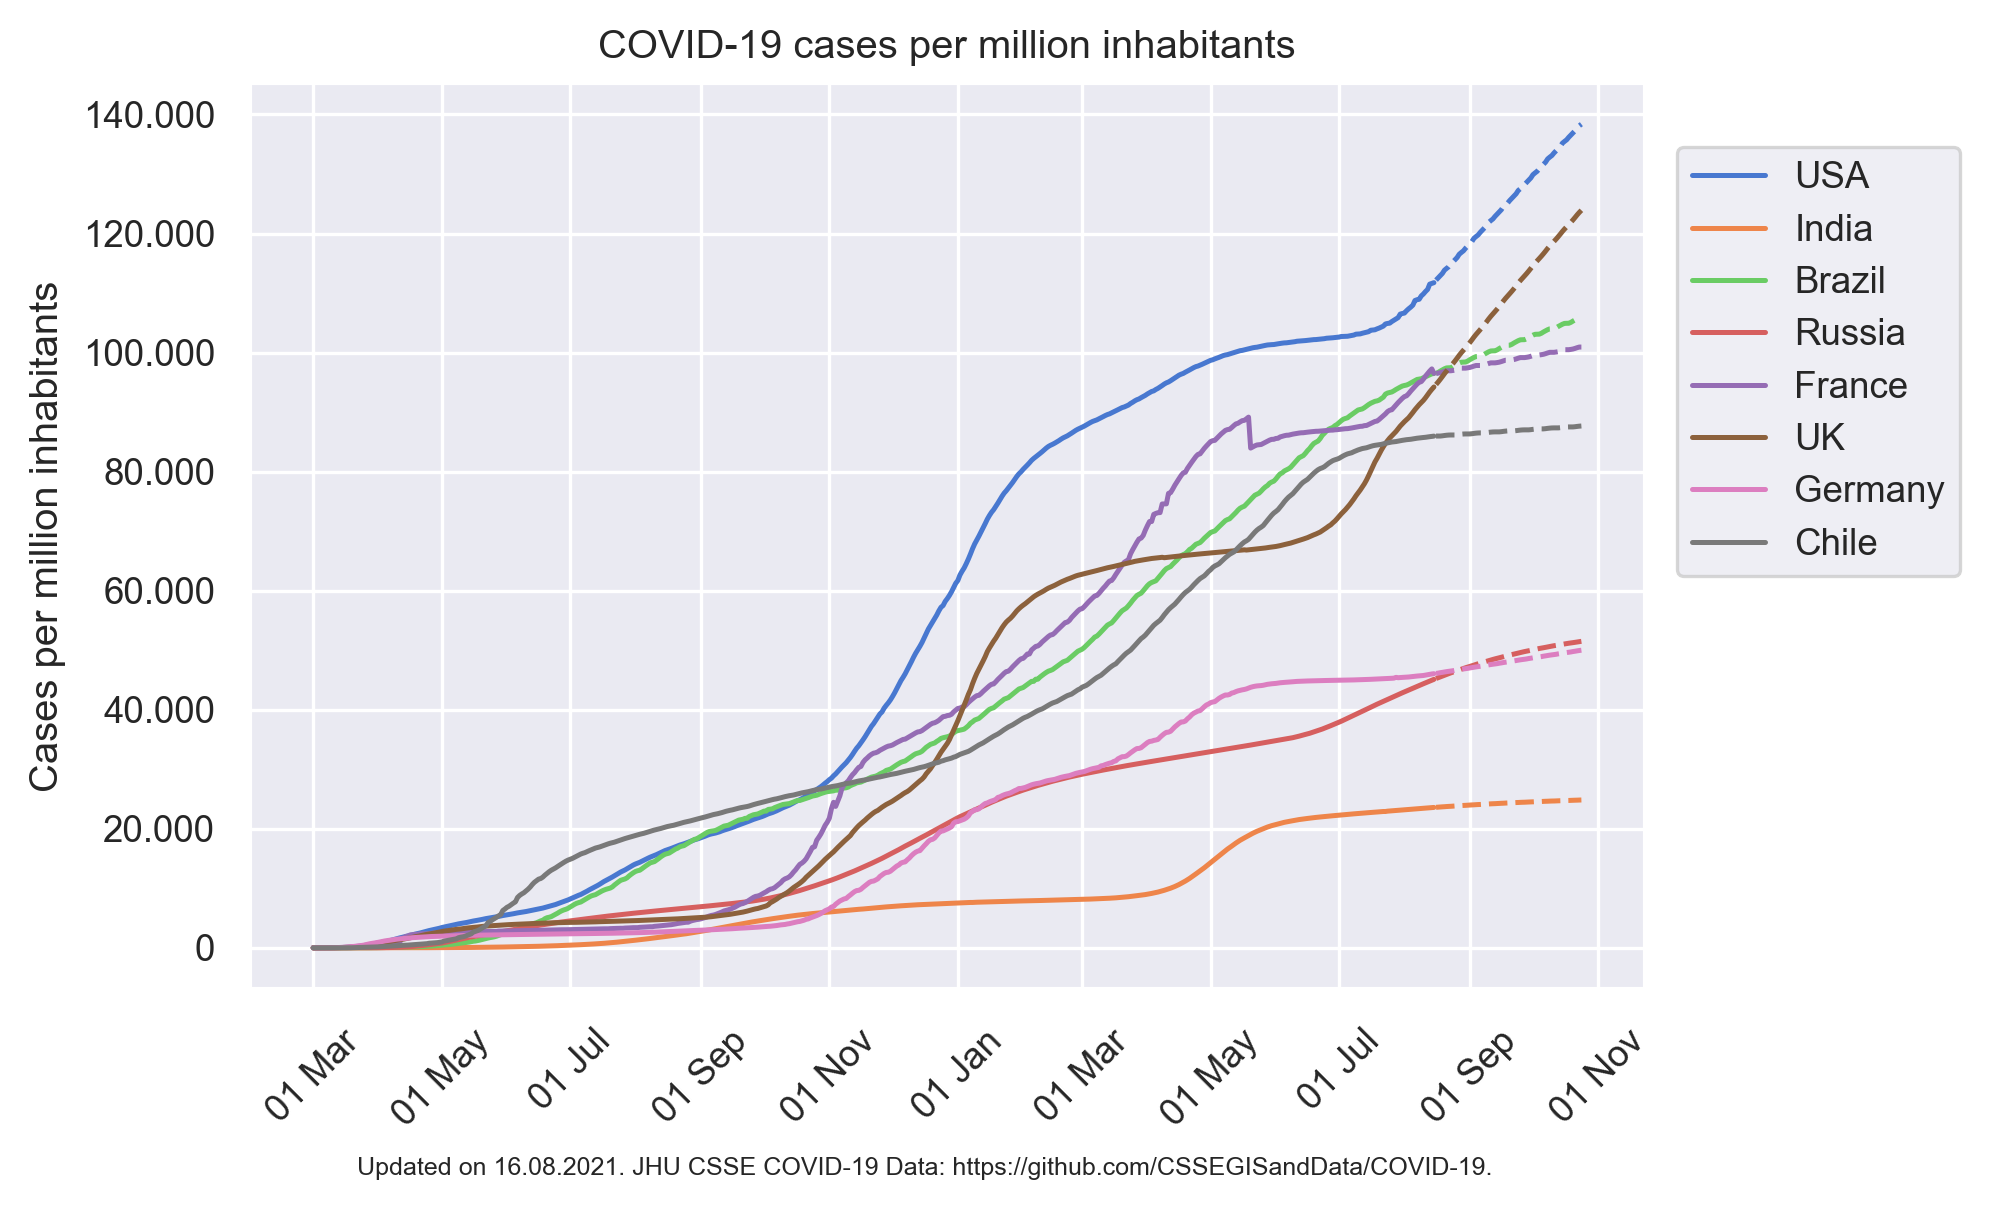 COVID-19 cases per million inhabitants
140.000
120.000
100.000
80.000
60.000
40.000
20.000
0
Cases per million inhabitants
USA
India
Brazil
Russia
France
UK
Germany
Chile
01 Mar
01 May
01 Jul
01 Sep
01 Nov
01 Jan
01 Mar
01 May
01 Jul
01 Sep
01 Nov
Updated on 16.08.2021. JHU CSSE COVID-19 Data: https://github.com/CSSEGISandData/COVID-19.